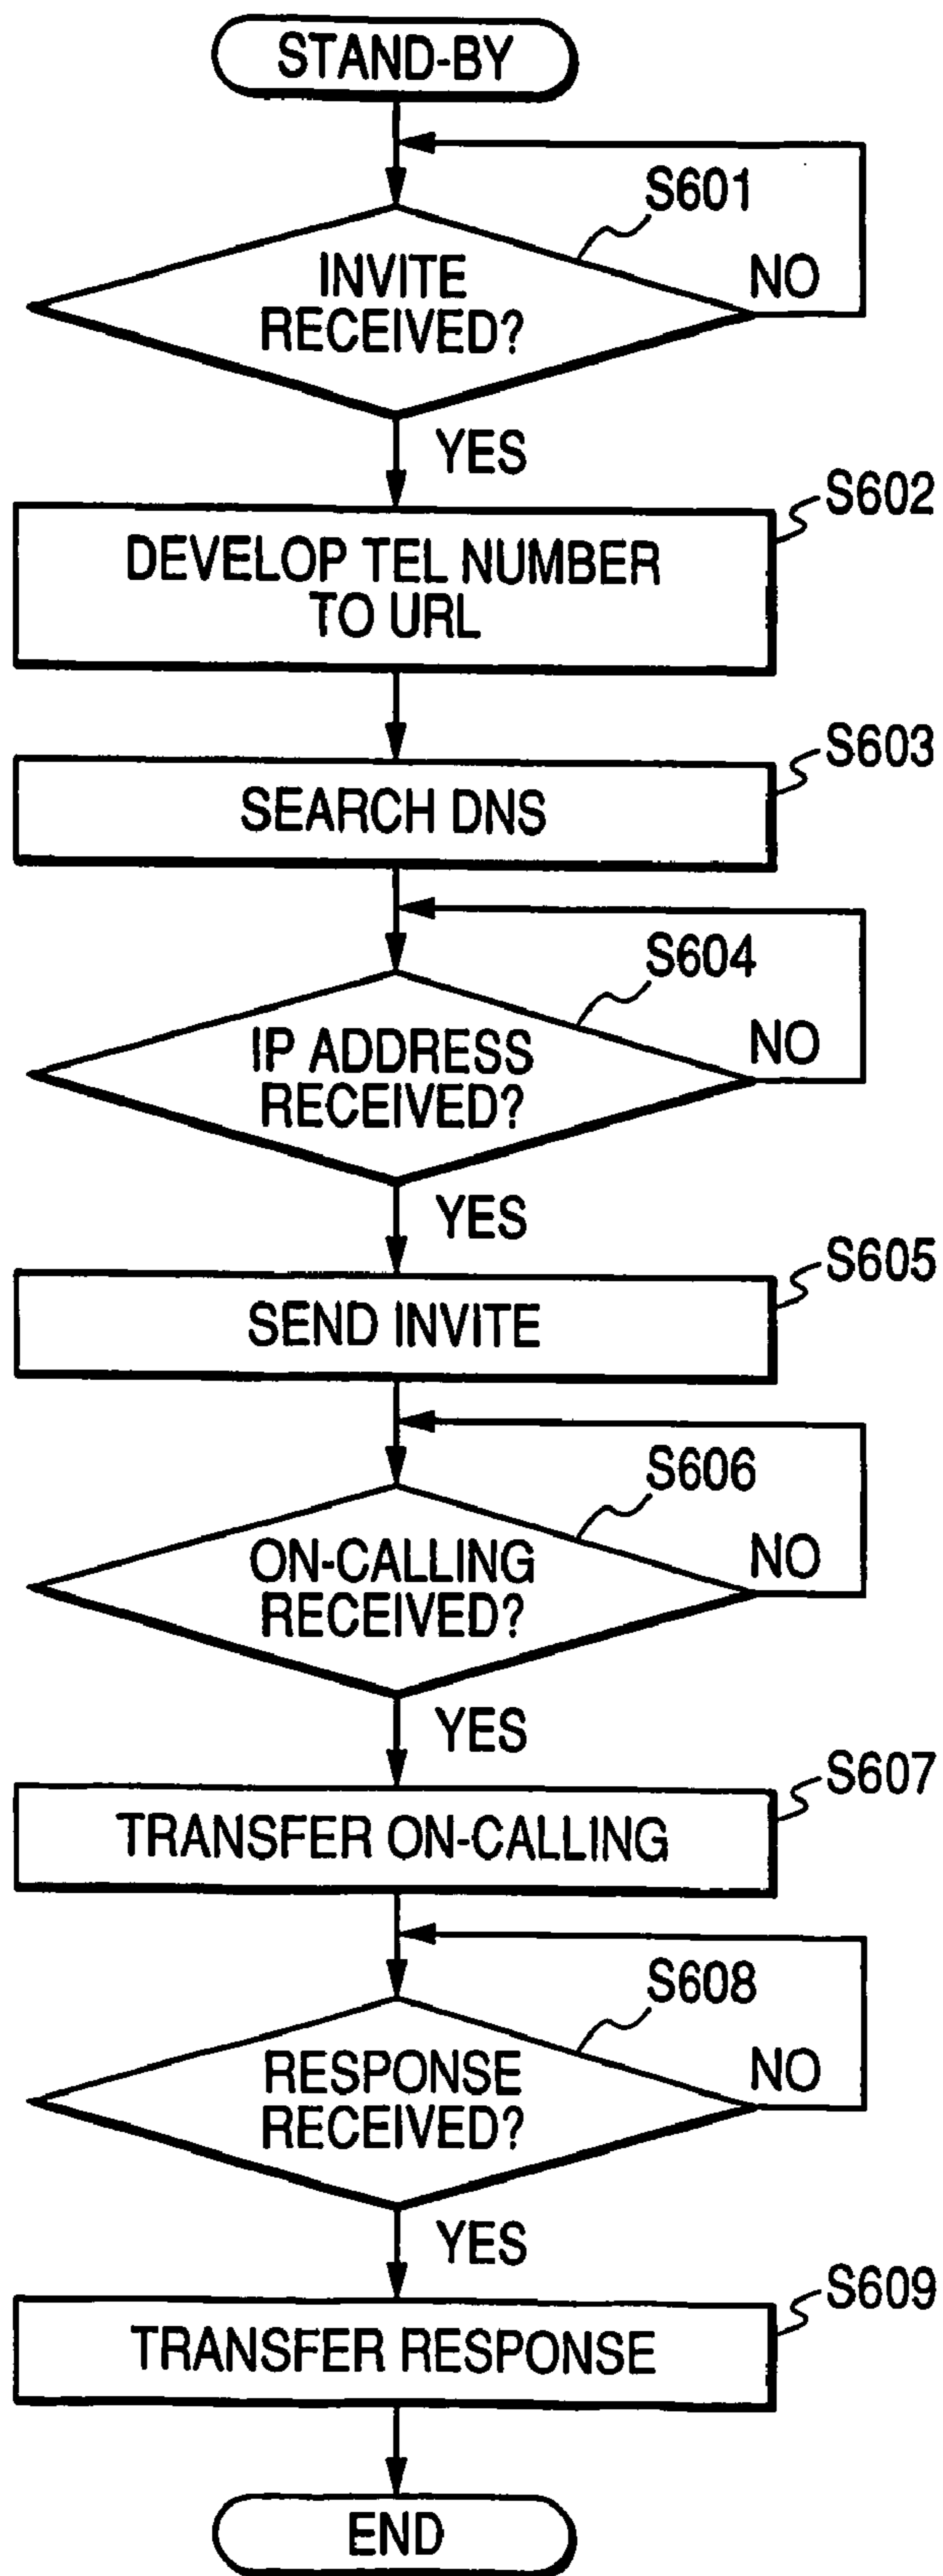 STAND-BY
S601
INVITE
RECEIVED?
NO
YES
S602
DEVELOP TEL NUMBER
TO URL
S603
SEARCH DNS
S604
IP ADDRESS
RECEIVED?
NO
YES
S605
SEND INVITE
S606
ON-CALLING
RECEIVED?
NO
YES
S607
TRANSFER ON-CALLING
S608
RESPONSE
RECEIVED?
NO
YES
S609
TRANSFER RESPONSE
END